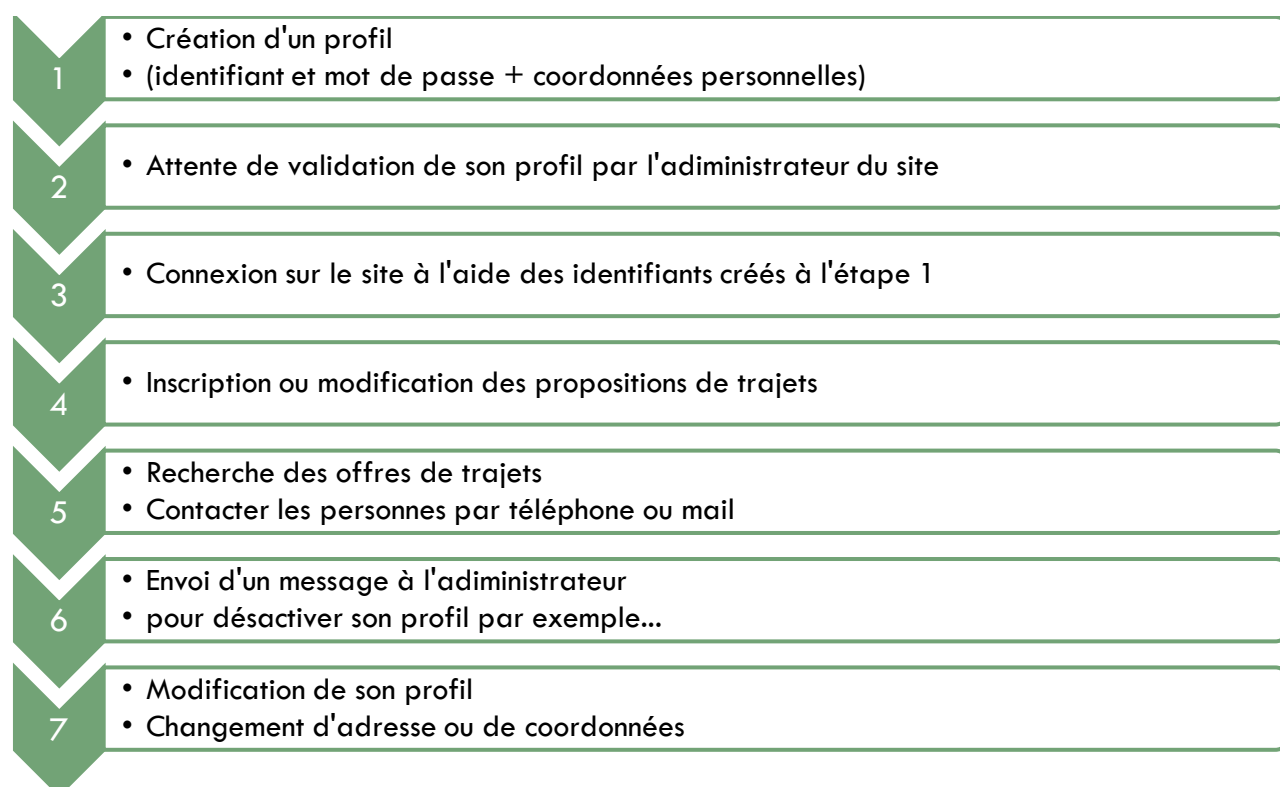 1
• Création d'un profil
• (identifiant et mot de passe + coordonnées personnelles)
2
• Attente de validation de son profil par l'adiministrateur du site
3
• Connexion sur le site à l'aide des identifiants créés à l'étape 1
4
• Inscription ou modification des propositions de trajets
5
• Recherche des offres de trajets
• Contacter les personnes par téléphone ou mail
6
• Envoi d'un message à l'adiministrateur
• pour désactiver son profil par exemple...
7
• Modification de son profil
• Changement d'adresse ou de coordonnées